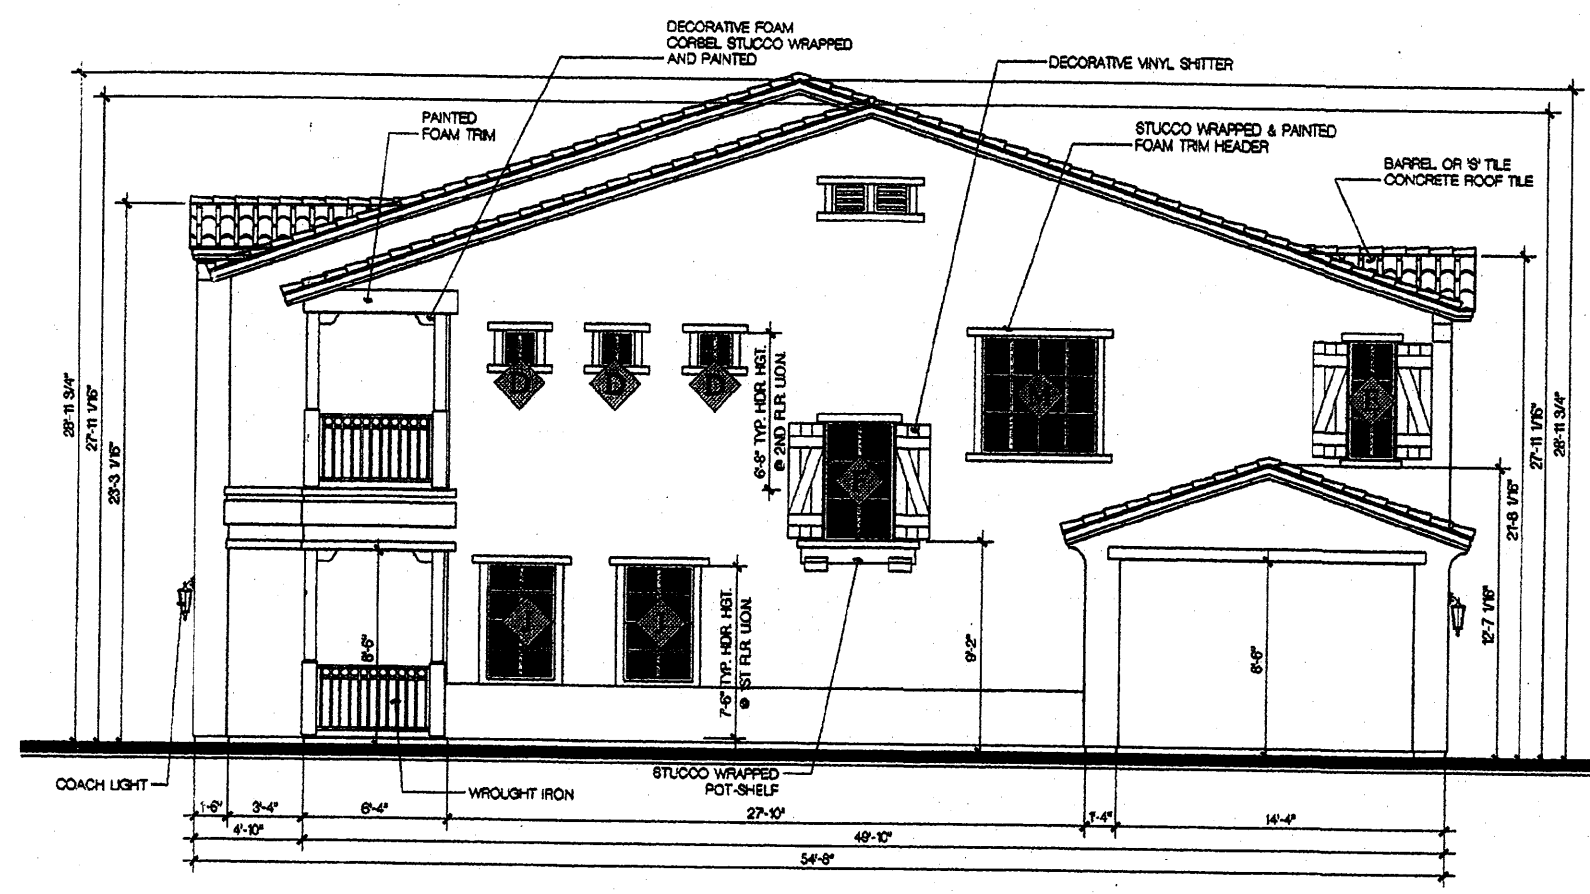 DECORATIVE FOAM
CORBEL STUCCO WRAPPED
AND PAINTED
DECORATIVE VINYL SHITTER
PAINTED
FOAM TRIM
STUCCO WRAPPED & PAINTED
FOAM TRIM HEADER
BARREL OR 'S' TILE
CONCRETE ROOF TILE
28'-11 3/4"
27'-11 1/16"
23'-3 1/16"
D
D
D
6'-8" TYP. HDR. HGT.
@ 2ND FLR. U.O.N.
27'-11 1/16"
28'-11 3/4"
21'-8 1/16"
12-7 1/16"
8'-6"
7'-6" TYP. HDR. HGT.
@ 1ST FLR. U.O.N.
9'-2"
8'-6"
COACH LIGHT
WROUGHT IRON
STUCCO WRAPPED
POT-SHELF
1'-6"
3'-4"
6'-4"
27'-10"
1'-4"
14'-4"
4'-10"
49'-10"
54'-8"